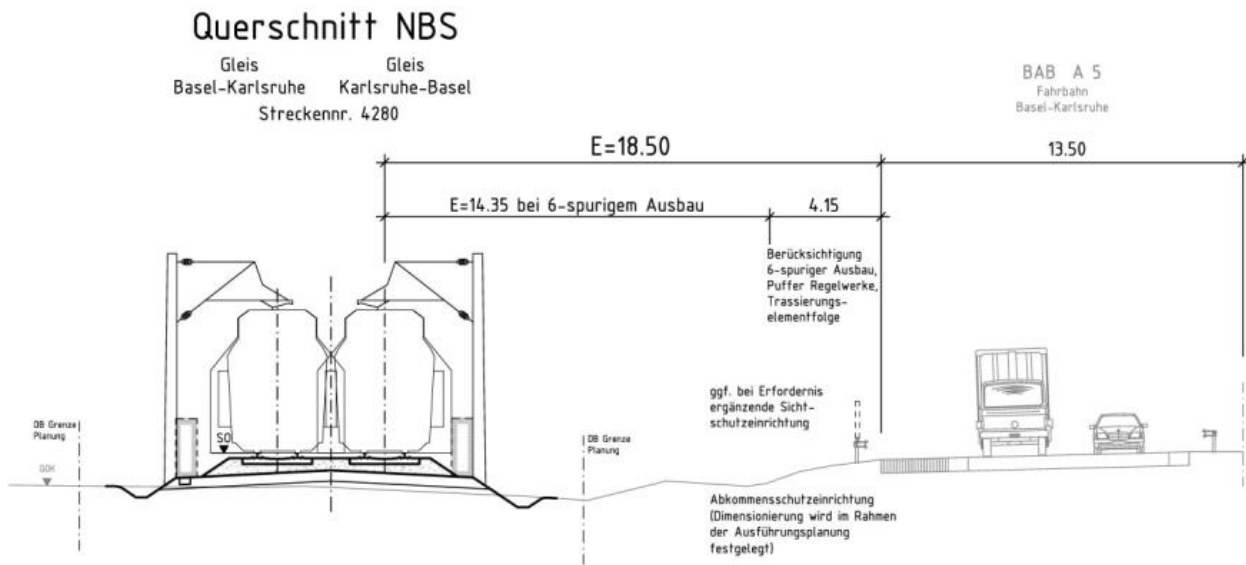 Querschnitt NBS
Gleis
Basel-Karlsruhe
Gleis
Karlsruhe-Basel
Streckennr. 4280
BAB A 5
Fahrbahn
Basel-Karlsruhe
E=18.50
13.50
E=14.35 bei 6-spurigem Ausbau
4.15
Berücksichtigung
6-spuriger Ausbau,
Puffer Regelwerke,
Trassierungs-
elementfolge
ggf. bei Erfordernis
ergänzende Sicht-
schutzeinrichtung
DB Grenze
Planung
SO
DB Grenze
Planung
GOK
Abkommensschutzeinrichtung
(Dimensionierung wird im Rahmen
der Ausführungsplanung
festgelegt)